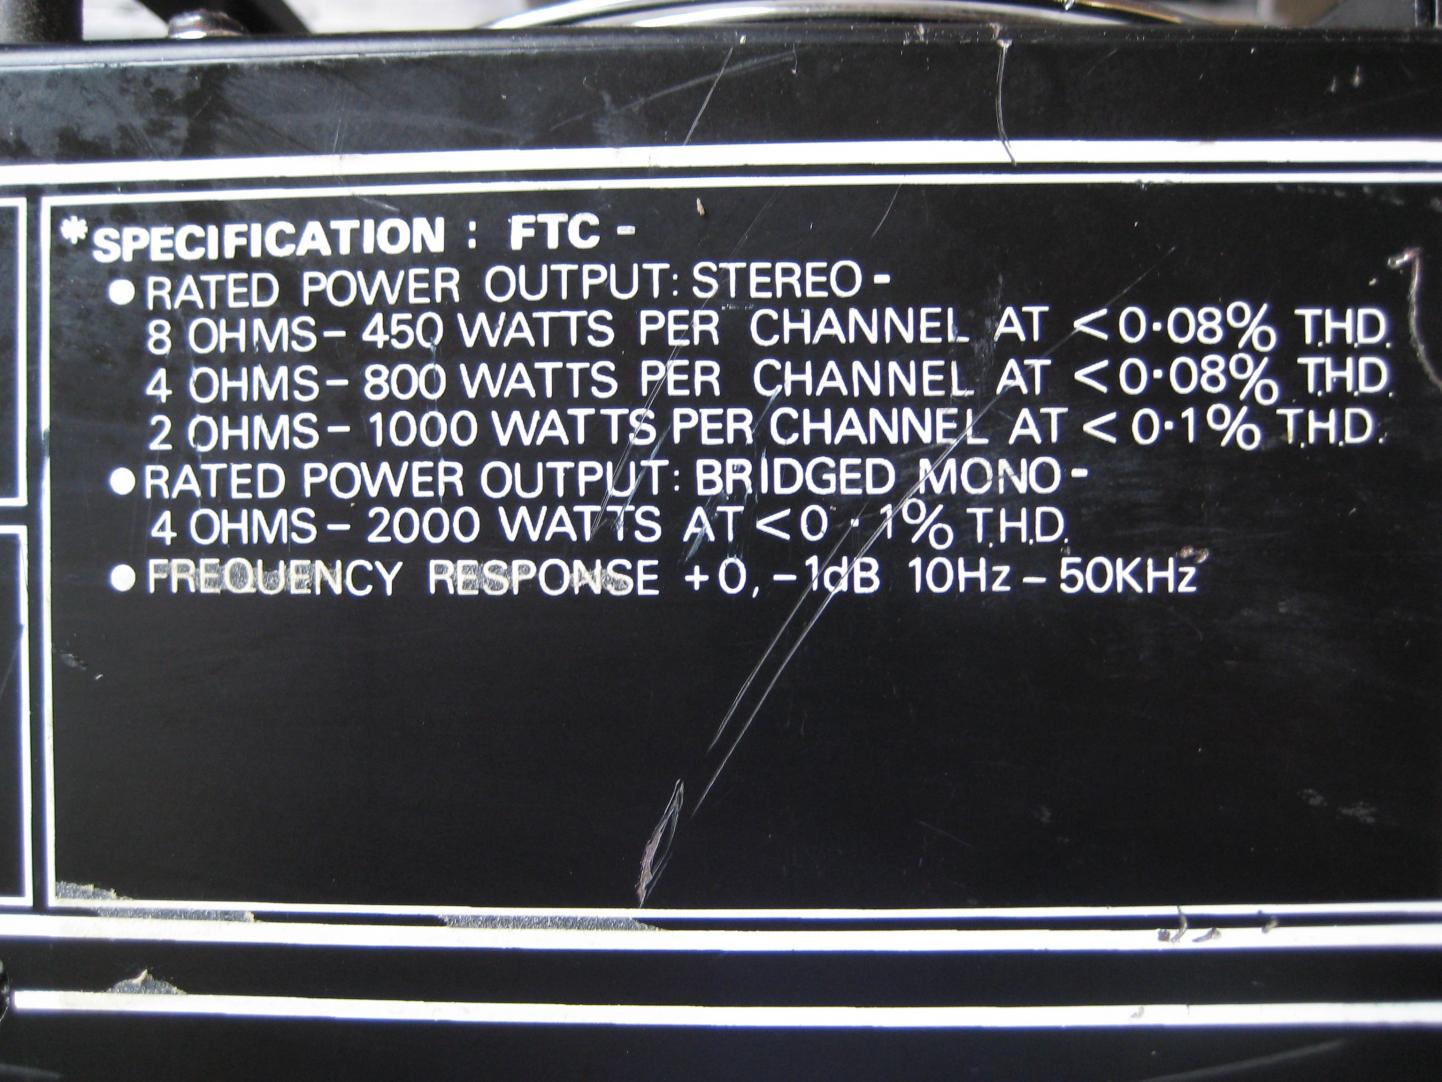 *SPECIFICATION : FTC -
● RATED POWER OUTPUT: STEREO -
8 OHMS - 450 WATTS PER CHANNEL AT <0·08% T.H.D.
4 OHMS - 800 WATTS PER CHANNEL AT <0·08% T.H.D.
2 OHMS - 1000 WATTS PER CHANNEL AT <0·1% T.H.D.
● RATED POWER OUTPUT: BRIDGED MONO -
4 OHMS - 2000 WATTS AT <0·1% T.H.D.
● FREQUENCY RESPONSE +0, -1dB 10Hz - 50KHz